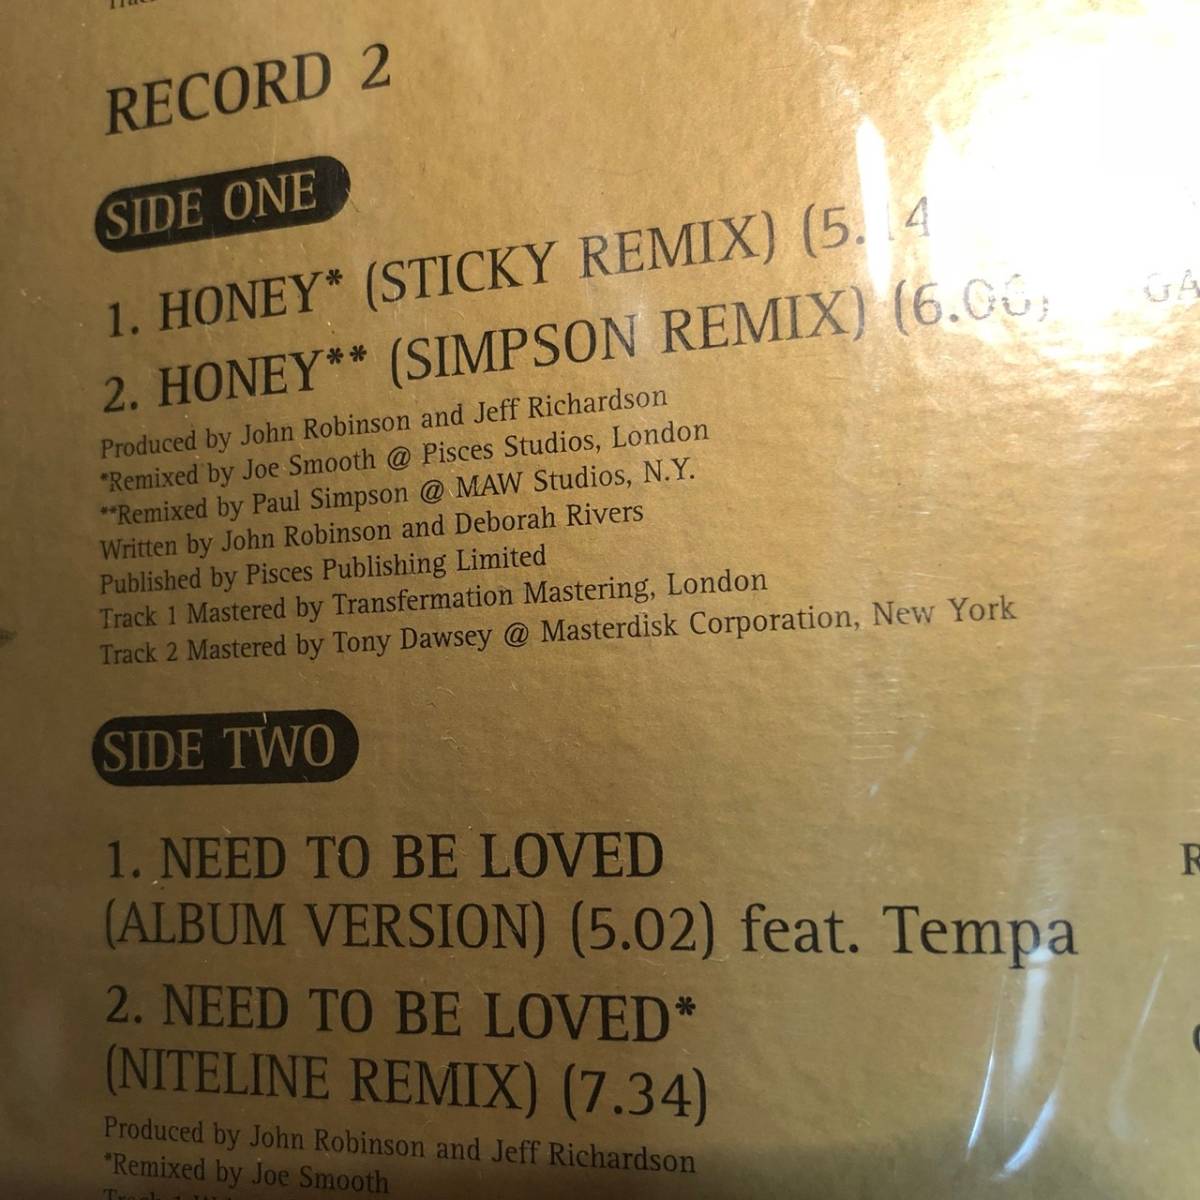 RECORD 2
SIDE ONE
1. HONEY* (STICKY REMIX) (5.14
2. HONEY** (SIMPSON REMIX) (6.06)
Produced by John Robinson and Jeff Richardson
*Remixed by Joe Smooth @ Pisces Studios, London
**Remixed by Paul Simpson @ MAW Studios, N.Y.
Written by John Robinson and Deborah Rivers
Published by Pisces Publishing Limited
Track 1 Mastered by Transfermation Mastering, London
Track 2 Mastered by Tony Dawsey @ Masterdisk Corporation, New York
SIDE TWO
1. NEED TO BE LOVED
(ALBUM VERSION) (5.02) feat. Tempa
2. NEED TO BE LOVED*
(NITELINE REMIX) (7.34)
Produced by John Robinson and Jeff Richardson
*Remixed by Joe Smooth